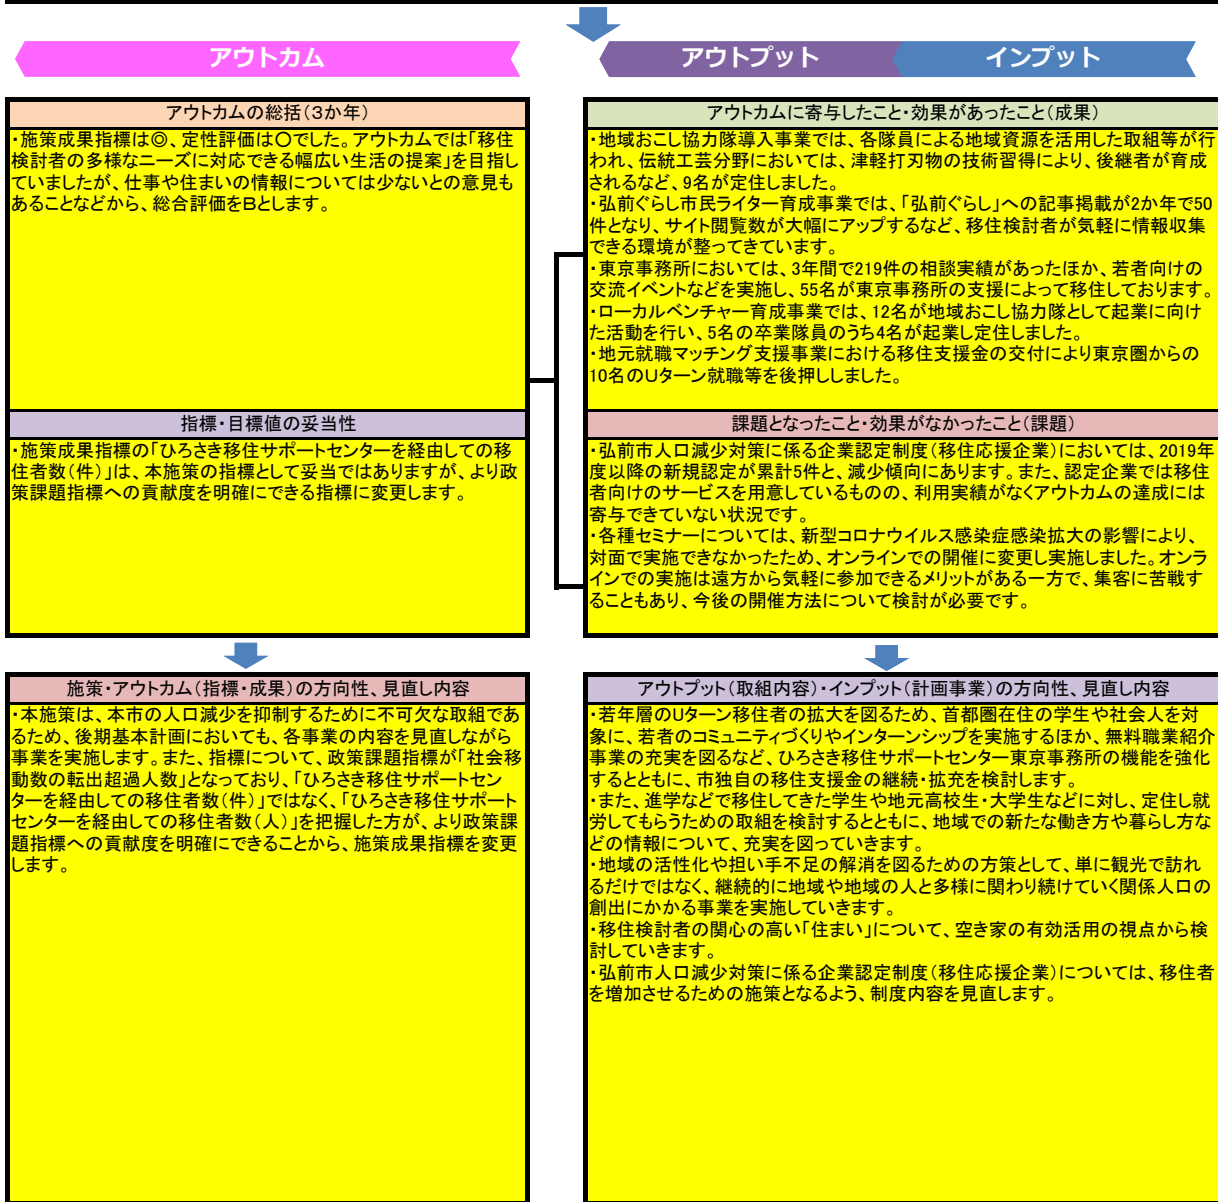 アウトカム
アウトプット
インプット
アウトカムの総括（３か年）
・施策成果指標は◎、定性評価は〇でした。アウトカムでは「移住
検討者の多様なニーズに対応できる幅広い生活の提案」を目指し
ていましたが、仕事や住まいの情報については少ないとの意見も
あることなどから、総合評価をＢとします。
指標・目標値の妥当性
・施策成果指標の「ひろさき移住サポートセンターを経由しての移
住者数（件）」は、本施策の指標として妥当ではありますが、より政
策課題指標への貢献度を明確にできる指標に変更します。
アウトカムに寄与したこと・効果があったこと（成果）
・地域おこし協力隊導入事業では、各隊員による地域資源を活用した取組等が行
われ、伝統工芸分野においては、津軽打刃物の技術習得により、後継者が育成
されるなど、9名が定住しました。
・弘前ぐらし市民ライター育成事業では、「弘前ぐらし」への記事掲載が2か年で50
件となり、サイト閲覧数が大幅にアップするなど、移住検討者が気軽に情報収集
できる環境が整ってきています。
・東京事務所においては、3年間で219件の相談実績があったほか、若者向けの
交流イベントなどを実施し、55名が東京事務所の支援によって移住しております。
・ローカルベンチャー育成事業では、12名が地域おこし協力隊として起業に向け
た活動を行い、5名の卒業隊員のうち4名が起業し定住しました。
・地元就職マッチング支援事業における移住支援金の交付により東京圏からの
10名のＵターン就職等を後押ししました。
課題となったこと・効果がなかったこと（課題）
・弘前市人口減少対策に係る企業認定制度（移住応援企業）においては、2019年
度以降の新規認定が累計5件と、減少傾向にあります。また、認定企業では移住
者向けのサービスを用意しているものの、利用実績がなくアウトカムの達成には
寄与できていない状況です。
・各種セミナーについては、新型コロナウイルス感染症感染拡大の影響により、
対面で実施できなかったため、オンラインでの開催に変更し実施しました。オンラ
インでの実施は遠方から気軽に参加できるメリットがある一方で、集客に苦戦す
ることもあり、今後の開催方法について検討が必要です。
施策・アウトカム（指標・成果）の方向性、見直し内容
・本施策は、本市の人口減少を抑制するために不可欠な取組であ
るため、後期基本計画においても、各事業の内容を見直しながら
事業を実施します。また、指標について、政策課題指標が「社会移
動数の転出超過人数」となっており、「ひろさき移住サポートセン
ターを経由しての移住者数（件）」ではなく、「ひろさき移住サポート
センターを経由しての移住者数（人）」を把握した方が、より政策課
題指標への貢献度を明確にできることから、施策成果指標を変更
します。
アウトプット（取組内容）・インプット（計画事業）の方向性、見直し内容
・若年層のUターン移住者の拡大を図るため、首都圏在住の学生や社会人を対
象に、若者のコミュニティづくりやインターンシップを実施するほか、無料職業紹介
事業の充実を図るなど、ひろさき移住サポートセンター東京事務所の機能を強化
するとともに、市独自の移住支援金の継続・拡充を検討します。
・また、進学などで移住してきた学生や地元高校生・大学生などに対し、定住し就
労してもらうための取組を検討するとともに、地域での新たな働き方や暮らし方な
どの情報について、充実を図っていきます。
・地域の活性化や担い手不足の解消を図るための方策として、単に観光で訪れ
るだけではなく、継続的に地域や地域の人と多様に関わり続けていく関係人口の
創出にかかる事業を実施していきます。
・移住検討者の関心の高い「住まい」について、空き家の有効活用の視点から検
討していきます。
・弘前市人口減少対策に係る企業認定制度（移住応援企業）については、移住者
を増加させるための施策となるよう、制度内容を見直します。